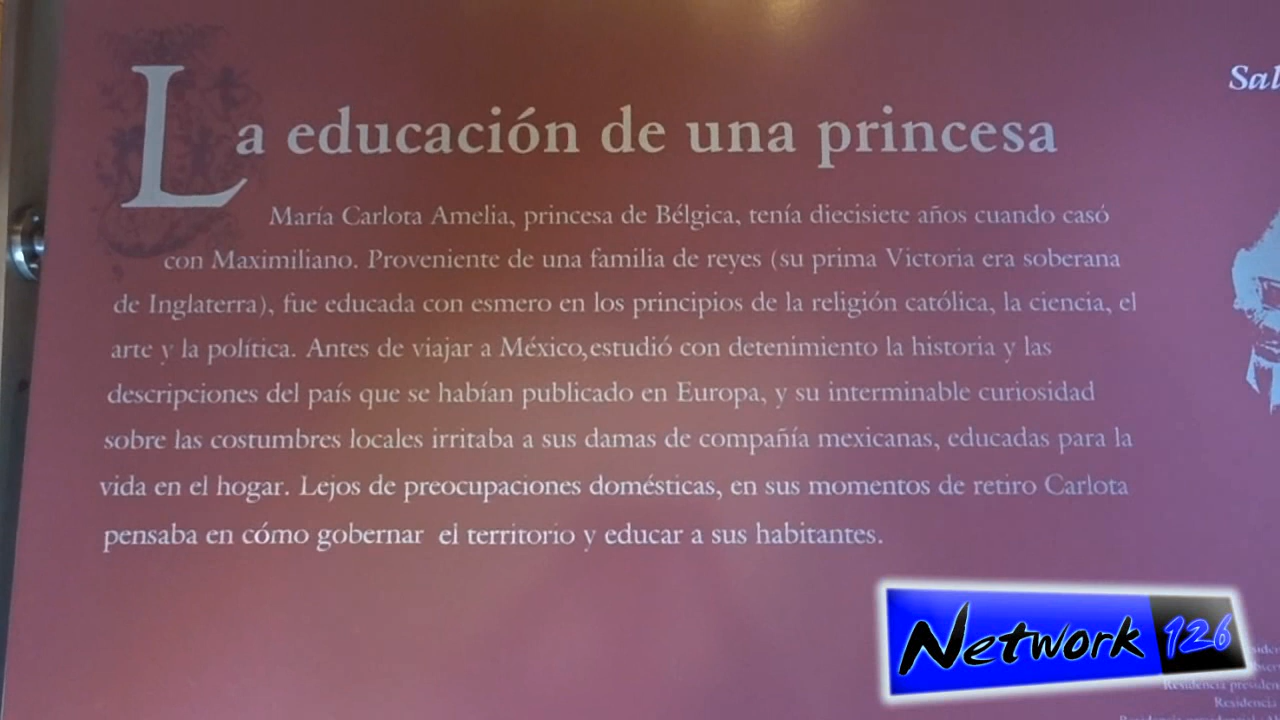 La educación de una princesa
María Carlota Amelia, princesa de Bélgica, tenía diecisiete años cuando casó
con Maximiliano. Proveniente de una familia de reyes (su prima Victoria era soberana
de Inglaterra), fue educada con esmero en los principios de la religión católica, la ciencia, el
arte y la política. Antes de viajar a México,estudió con detenimiento la historia y las
descripciones del país que se habían publicado en Europa, y su interminable curiosidad
sobre las costumbres locales irritaba a sus damas de compañía mexicanas, educadas para la
vida en el hogar. Lejos de preocupaciones domésticas, en sus momentos de retiro Carlota
pensaba en cómo gobernar el territorio y educar a sus habitantes.
Sal
Network 126
Residencia
Residencia